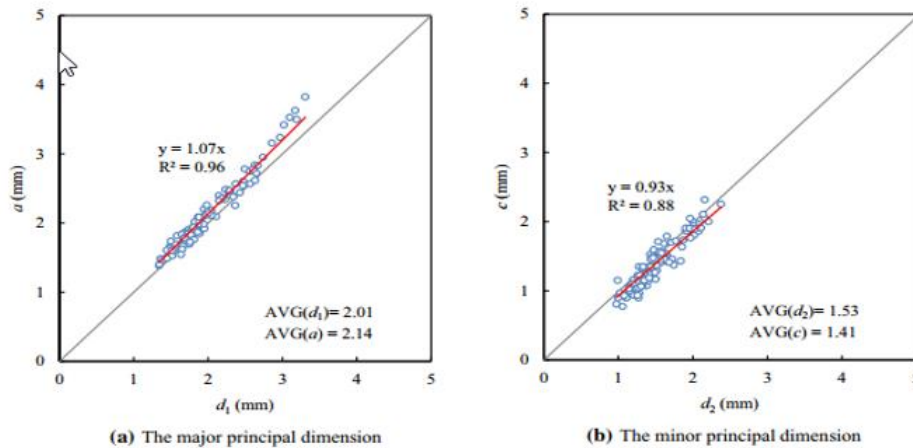 5
4
3
2
1
0
a (mm)
y = 1.07x
R² = 0.96
AVG(d₁)= 2.01
AVG(a) = 2.14
0 1 2 3 4 5
d₁ (mm)
(a) The major principal dimension
5
4
3
2
1
0
c (mm)
y = 0.93x
R² = 0.88
AVG(d₂)= 1.53
AVG(c) = 1.41
0 1 2 3 4 5
d₂ (mm)
(b) The minor principal dimension